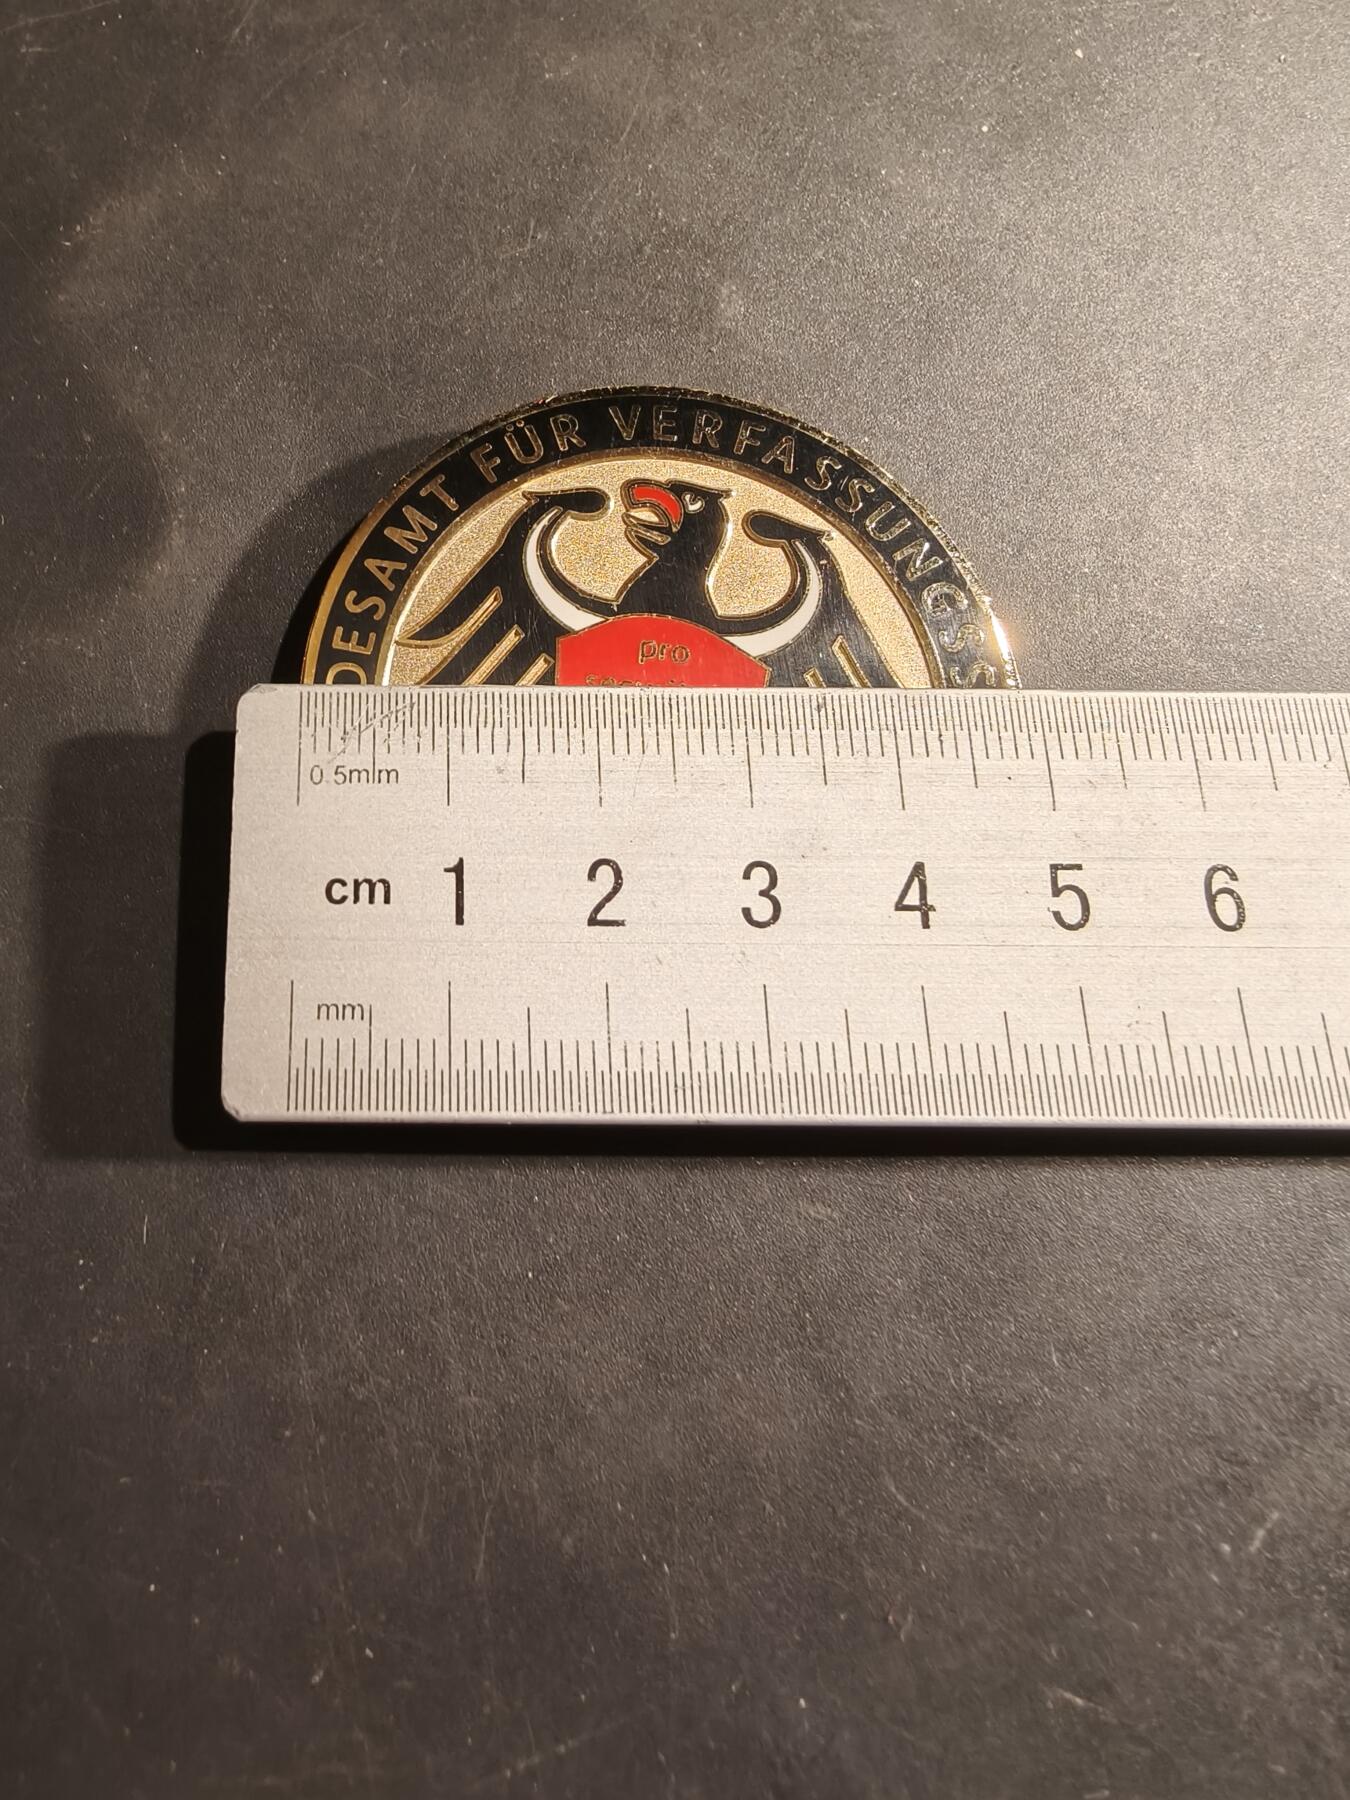 DESAMT FÜR VERFASSUNGSS
pro
0.5mm
cm 1 2 3 4 5 6
mm